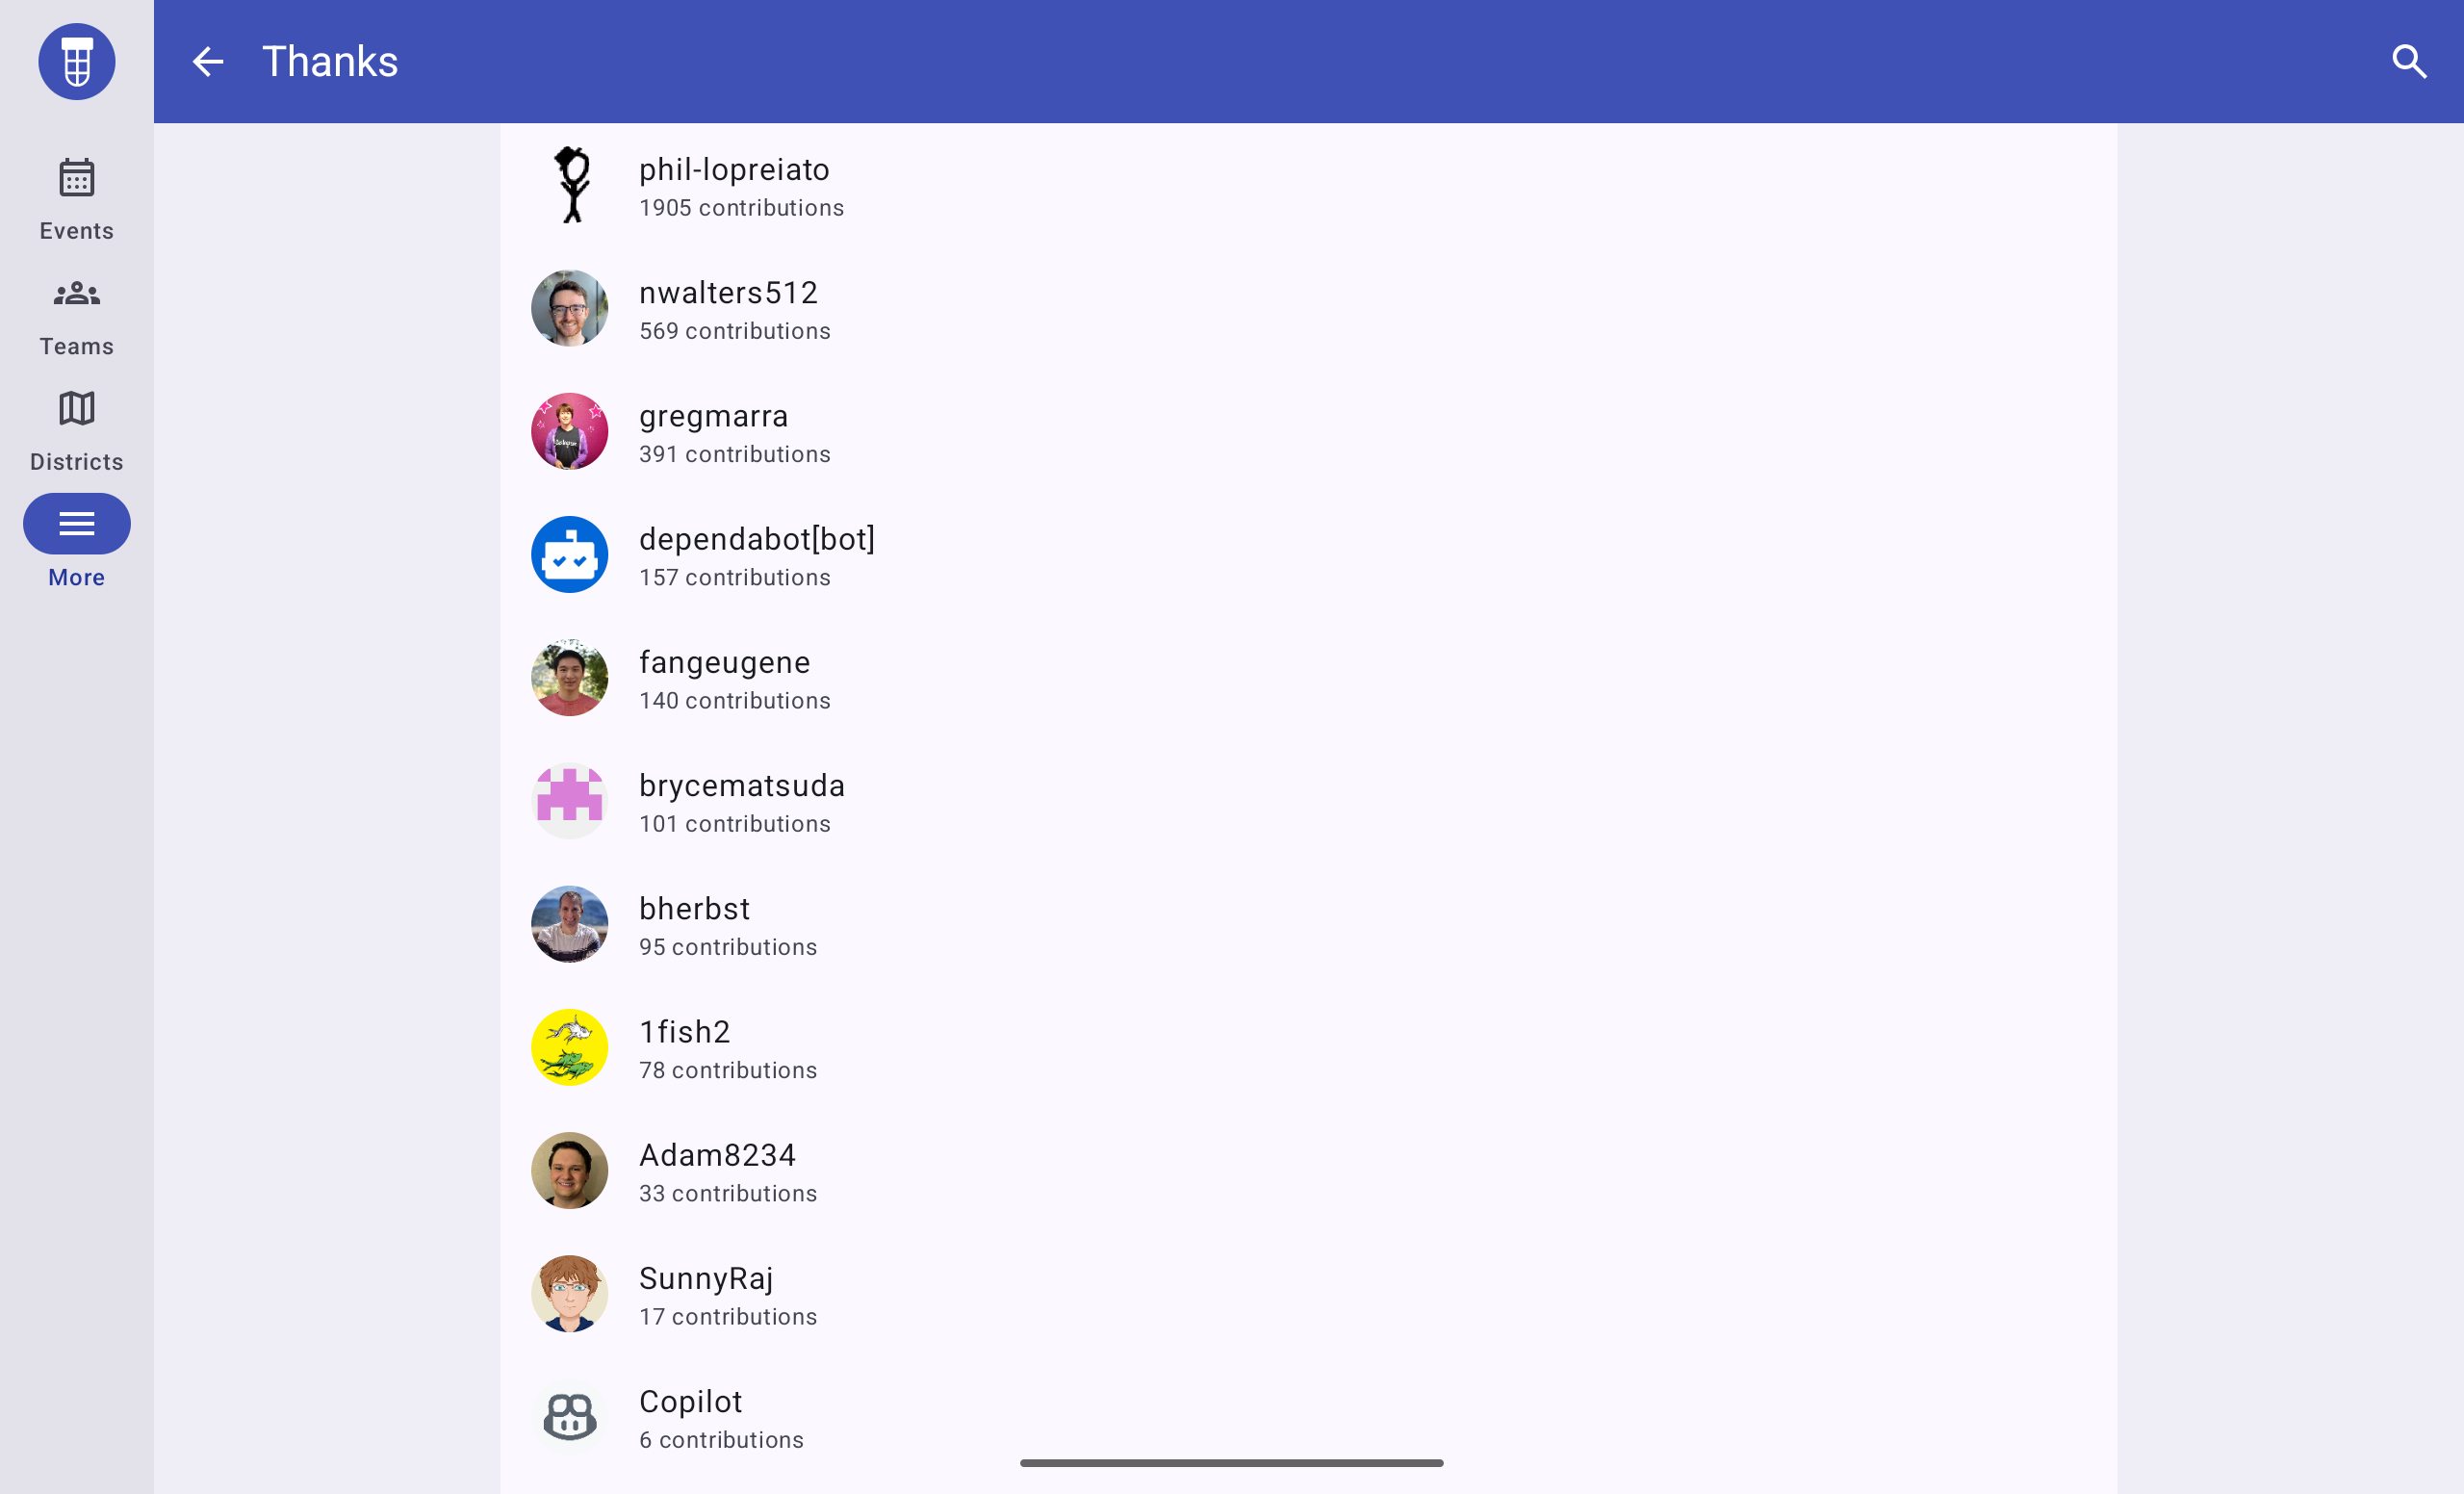 Thanks
Events
Teams
Districts
More
phil-lopreiato
1905 contributions
nwalters512
569 contributions
gregmarra
391 contributions
dependabot[bot]
157 contributions
fangeugene
140 contributions
brycematsuda
101 contributions
bherbst
95 contributions
1fish2
78 contributions
Adam8234
33 contributions
SunnyRaj
17 contributions
Copilot
6 contributions